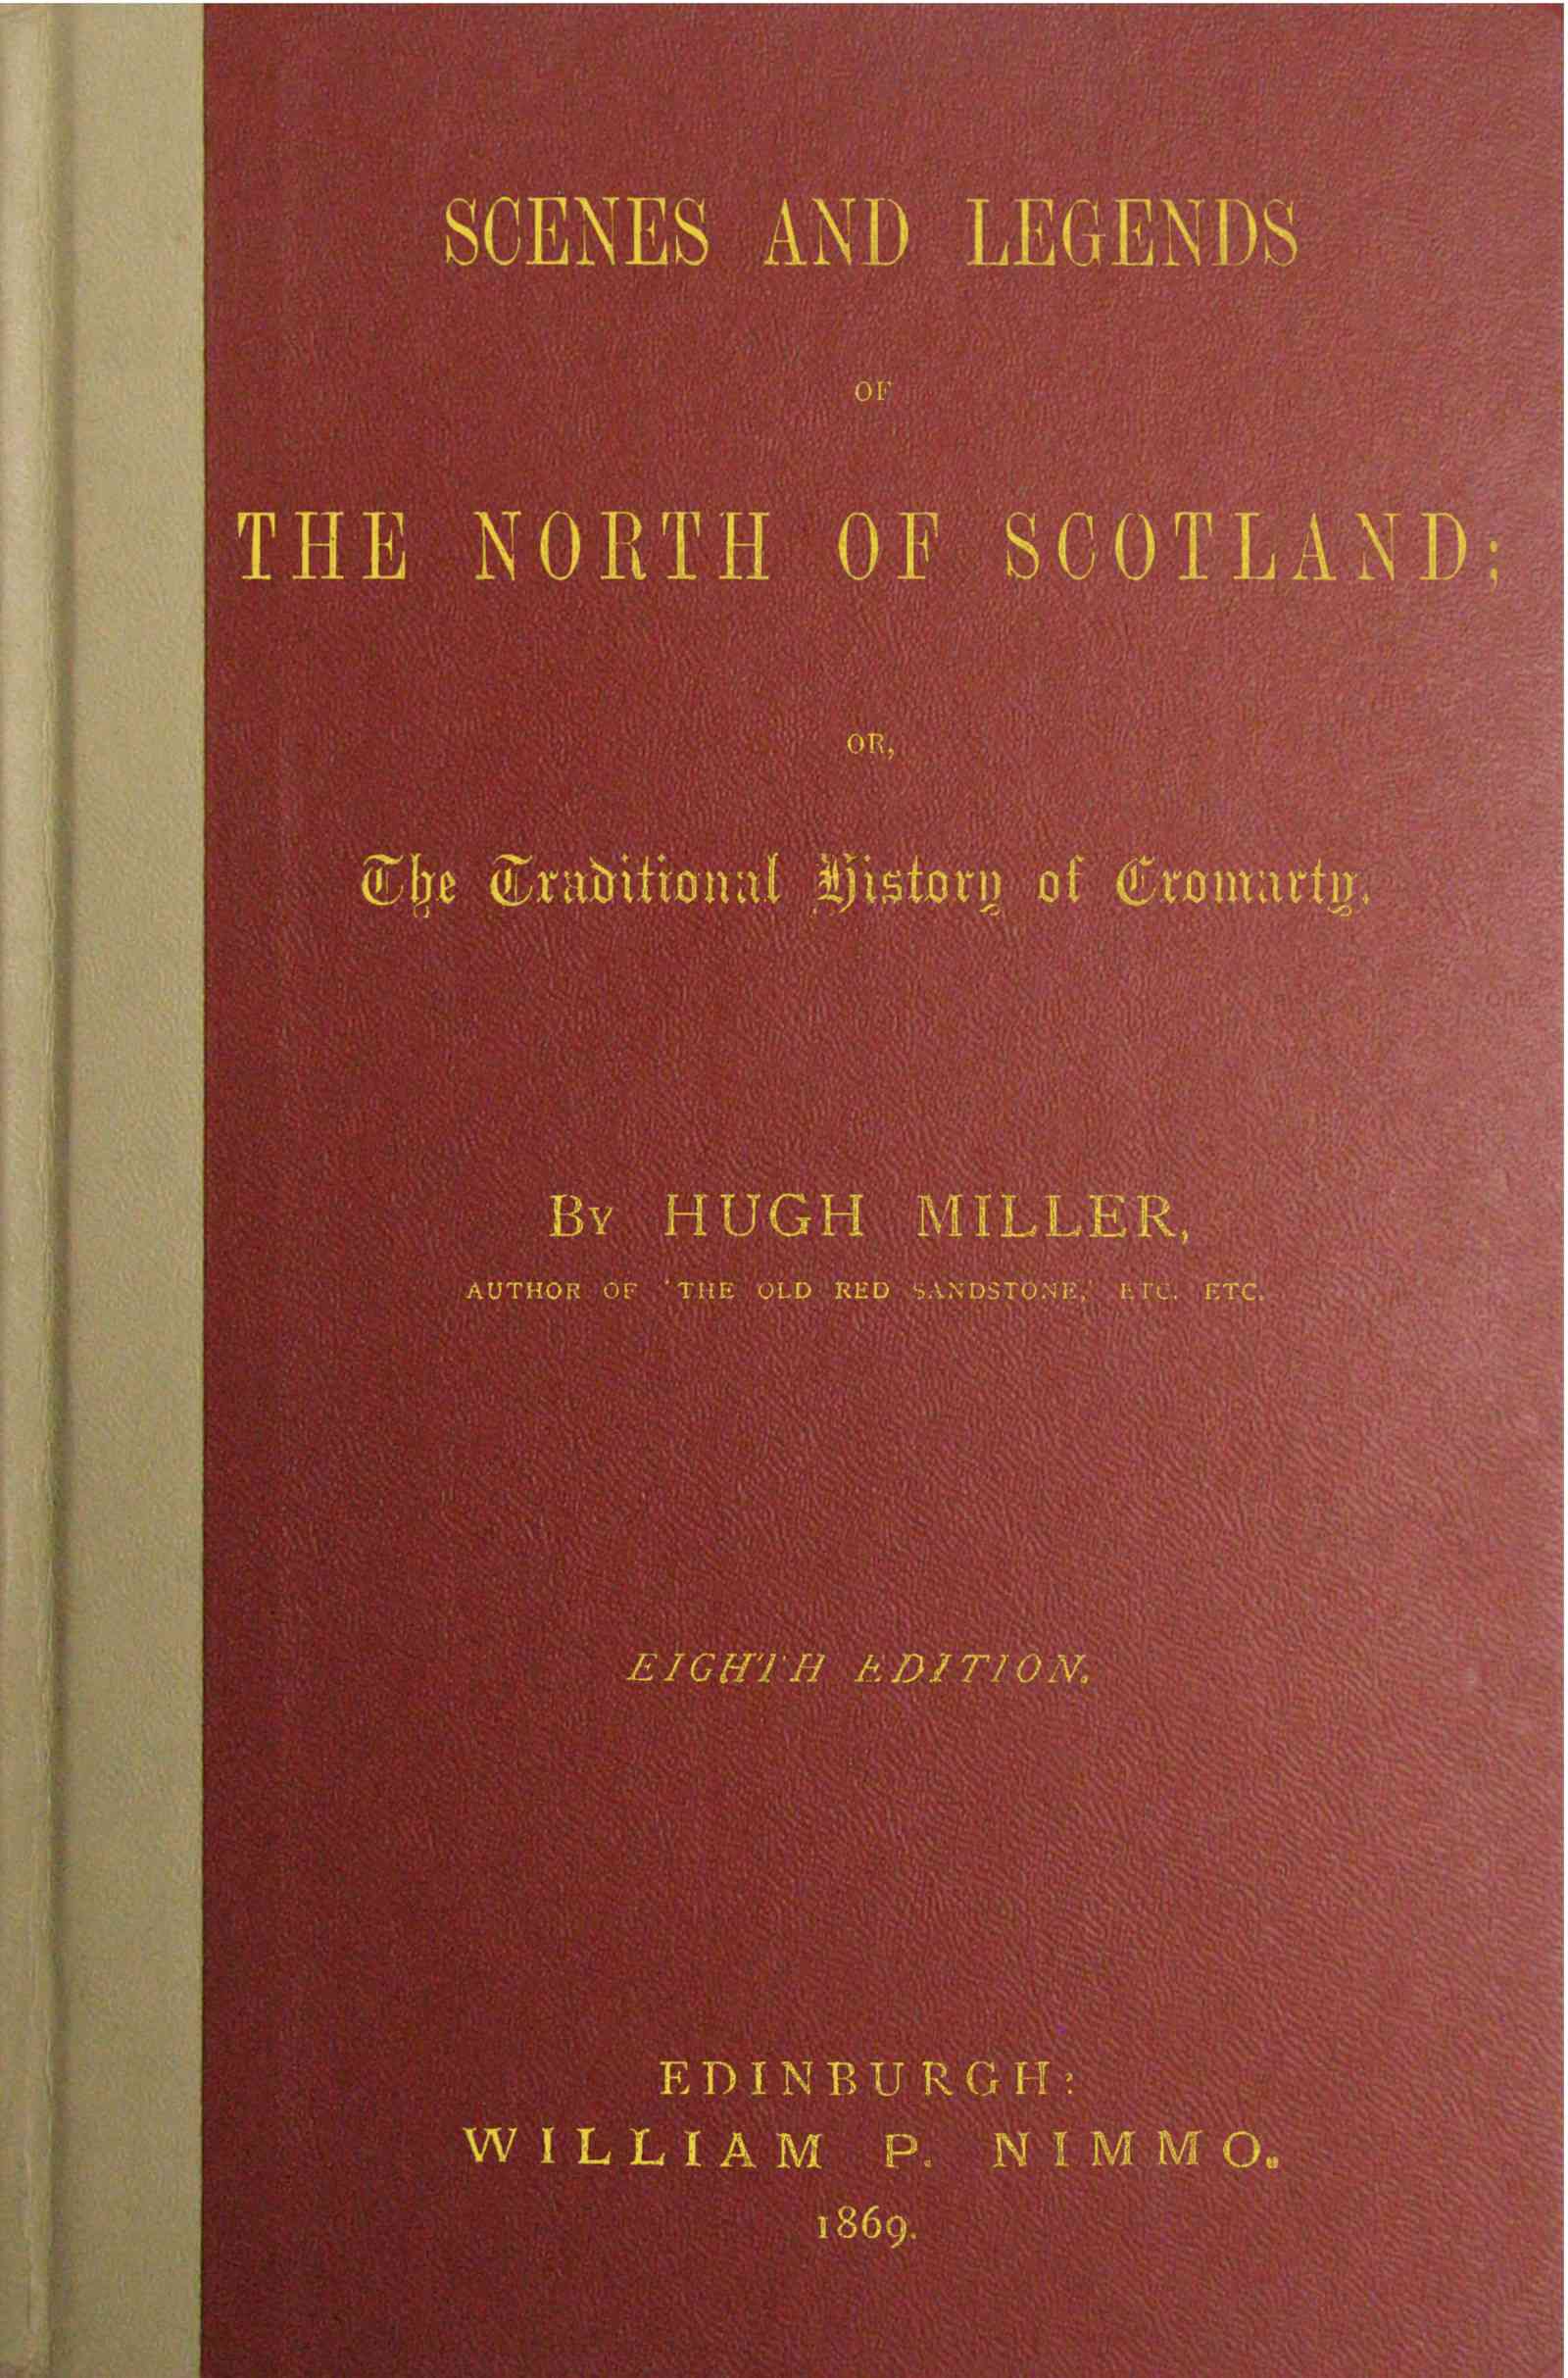 SCENES AND LEGENDS
OF
THE NORTH OF SCOTLAND;
OR,
The Traditional History of Cromarty.
By HUGH MILLER,
AUTHOR OF 'THE OLD RED SANDSTONE,' ETC. ETC.
EIGHTH EDITION.
EDINBURGH:
WILLIAM P. NIMMO.
1869.